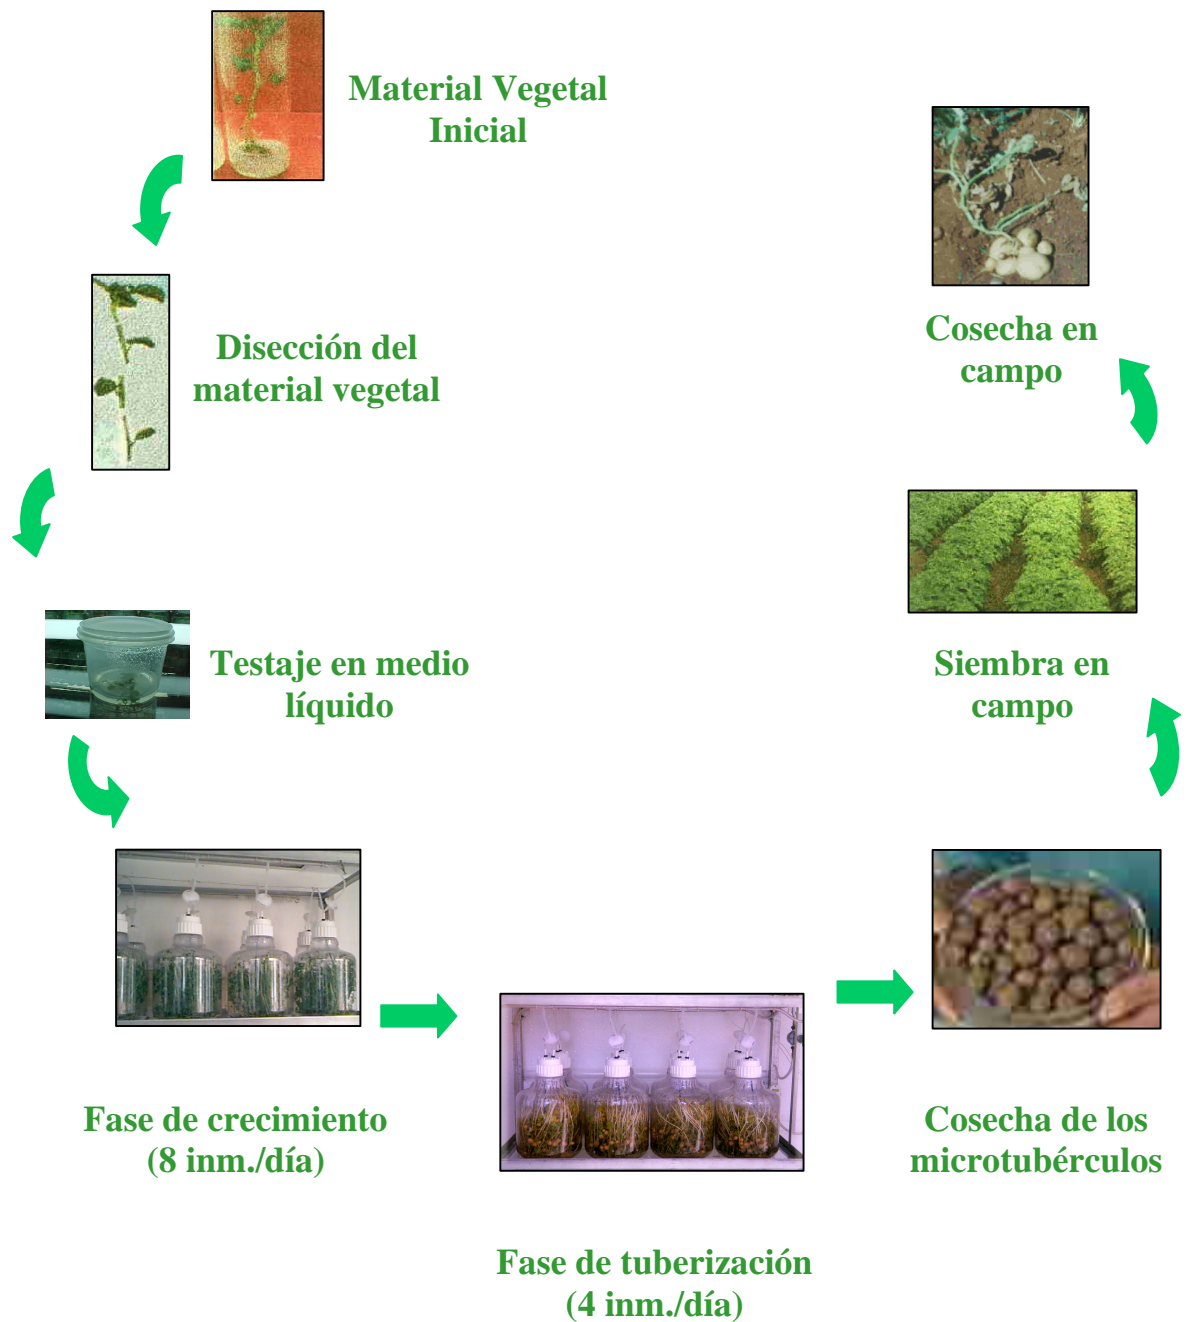 Material Vegetal
Inicial
Disección del
material vegetal
Testaje en medio
líquido
Fase de crecimiento
(8 inm./día)
Fase de tuberización
(4 inm./día)
Cosecha de los
microtubérculos
Siembra en
campo
Cosecha en
campo